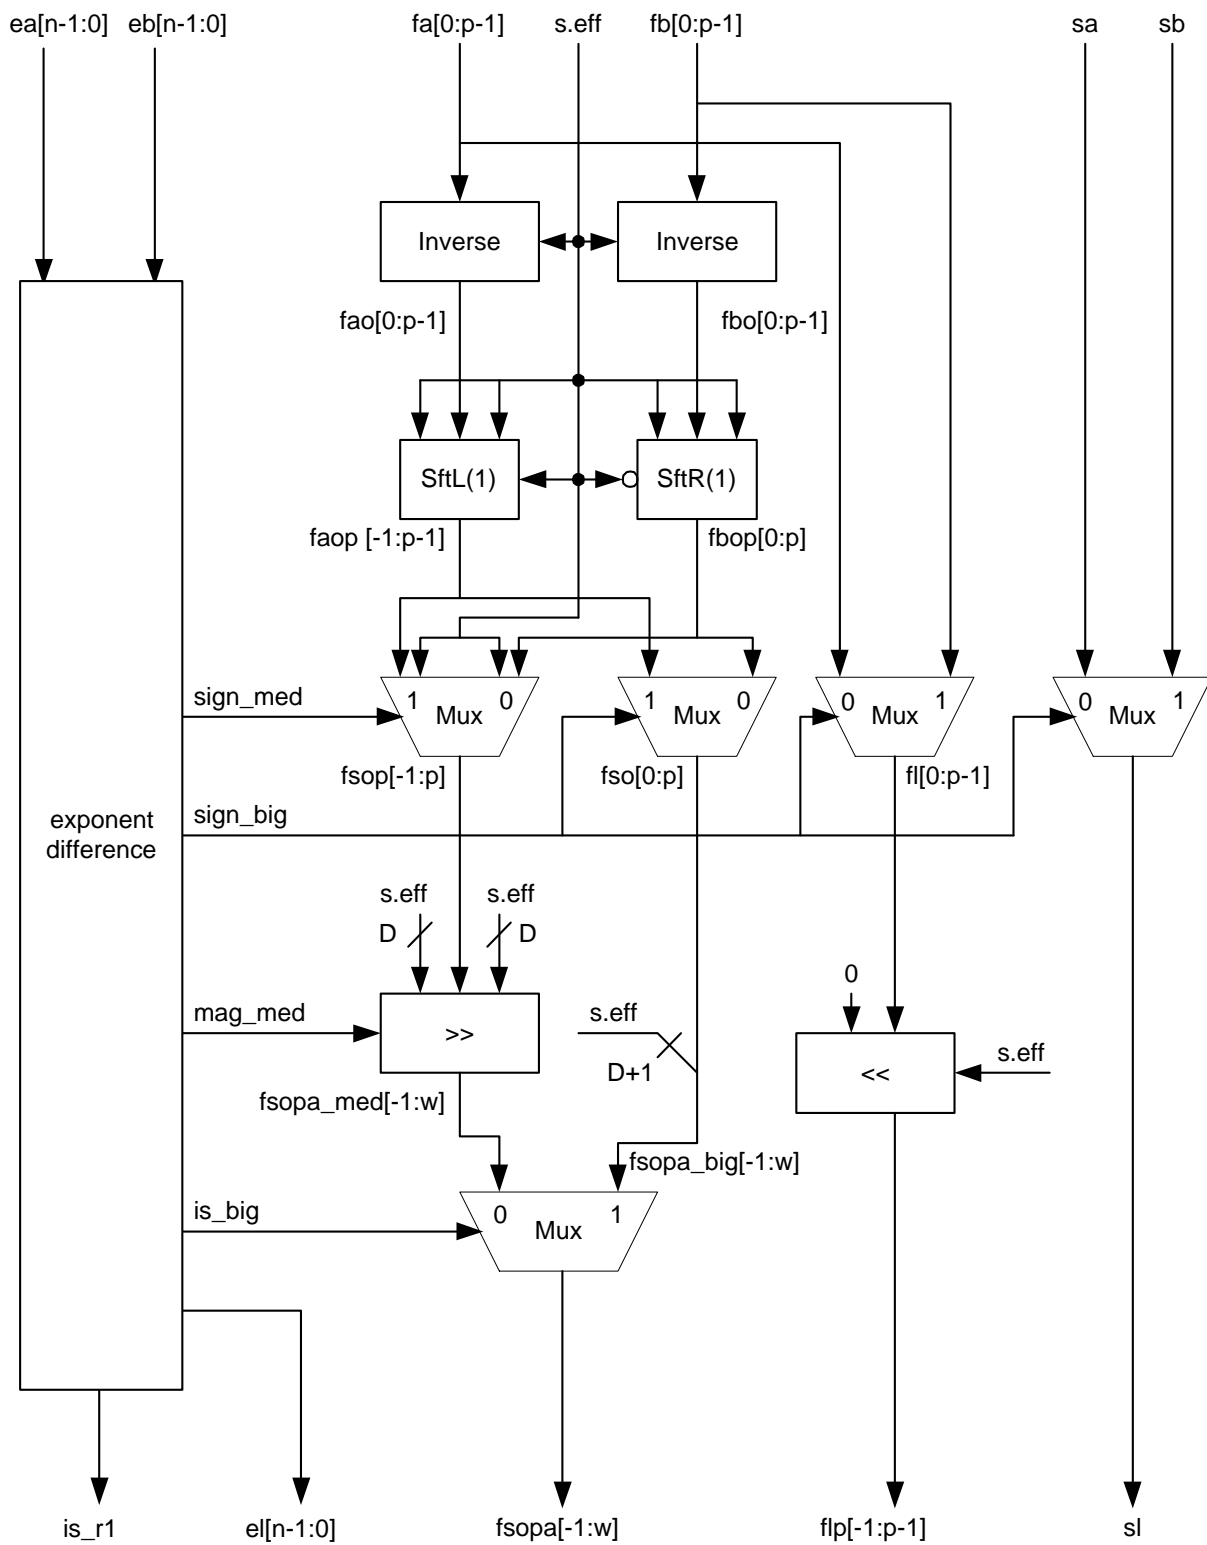 ea[n-1:0] eb[n-1:0] fa[0:p-1] s.eff fb[0:p-1] sa sb
Inverse Inverse
fao[0:p-1] fbo[0:p-1]
SftL(1) SftR(1)
faop [-1:p-1] fbop[0:p]
sign_med 1 Mux 0 1 Mux 0 0 Mux 1 0 Mux 1
fsop[-1:p] fso[0:p] fl[0:p-1]
sign_big
exponent
difference
s.eff s.eff
D D
0
mag_med >> s.eff
D+1 << s.eff
fsopa_med[-1:w]
fsopa_big[-1:w]
is_big 0 Mux 1
is_r1 el[n-1:0] fsopa[-1:w] flp[-1:p-1] sl